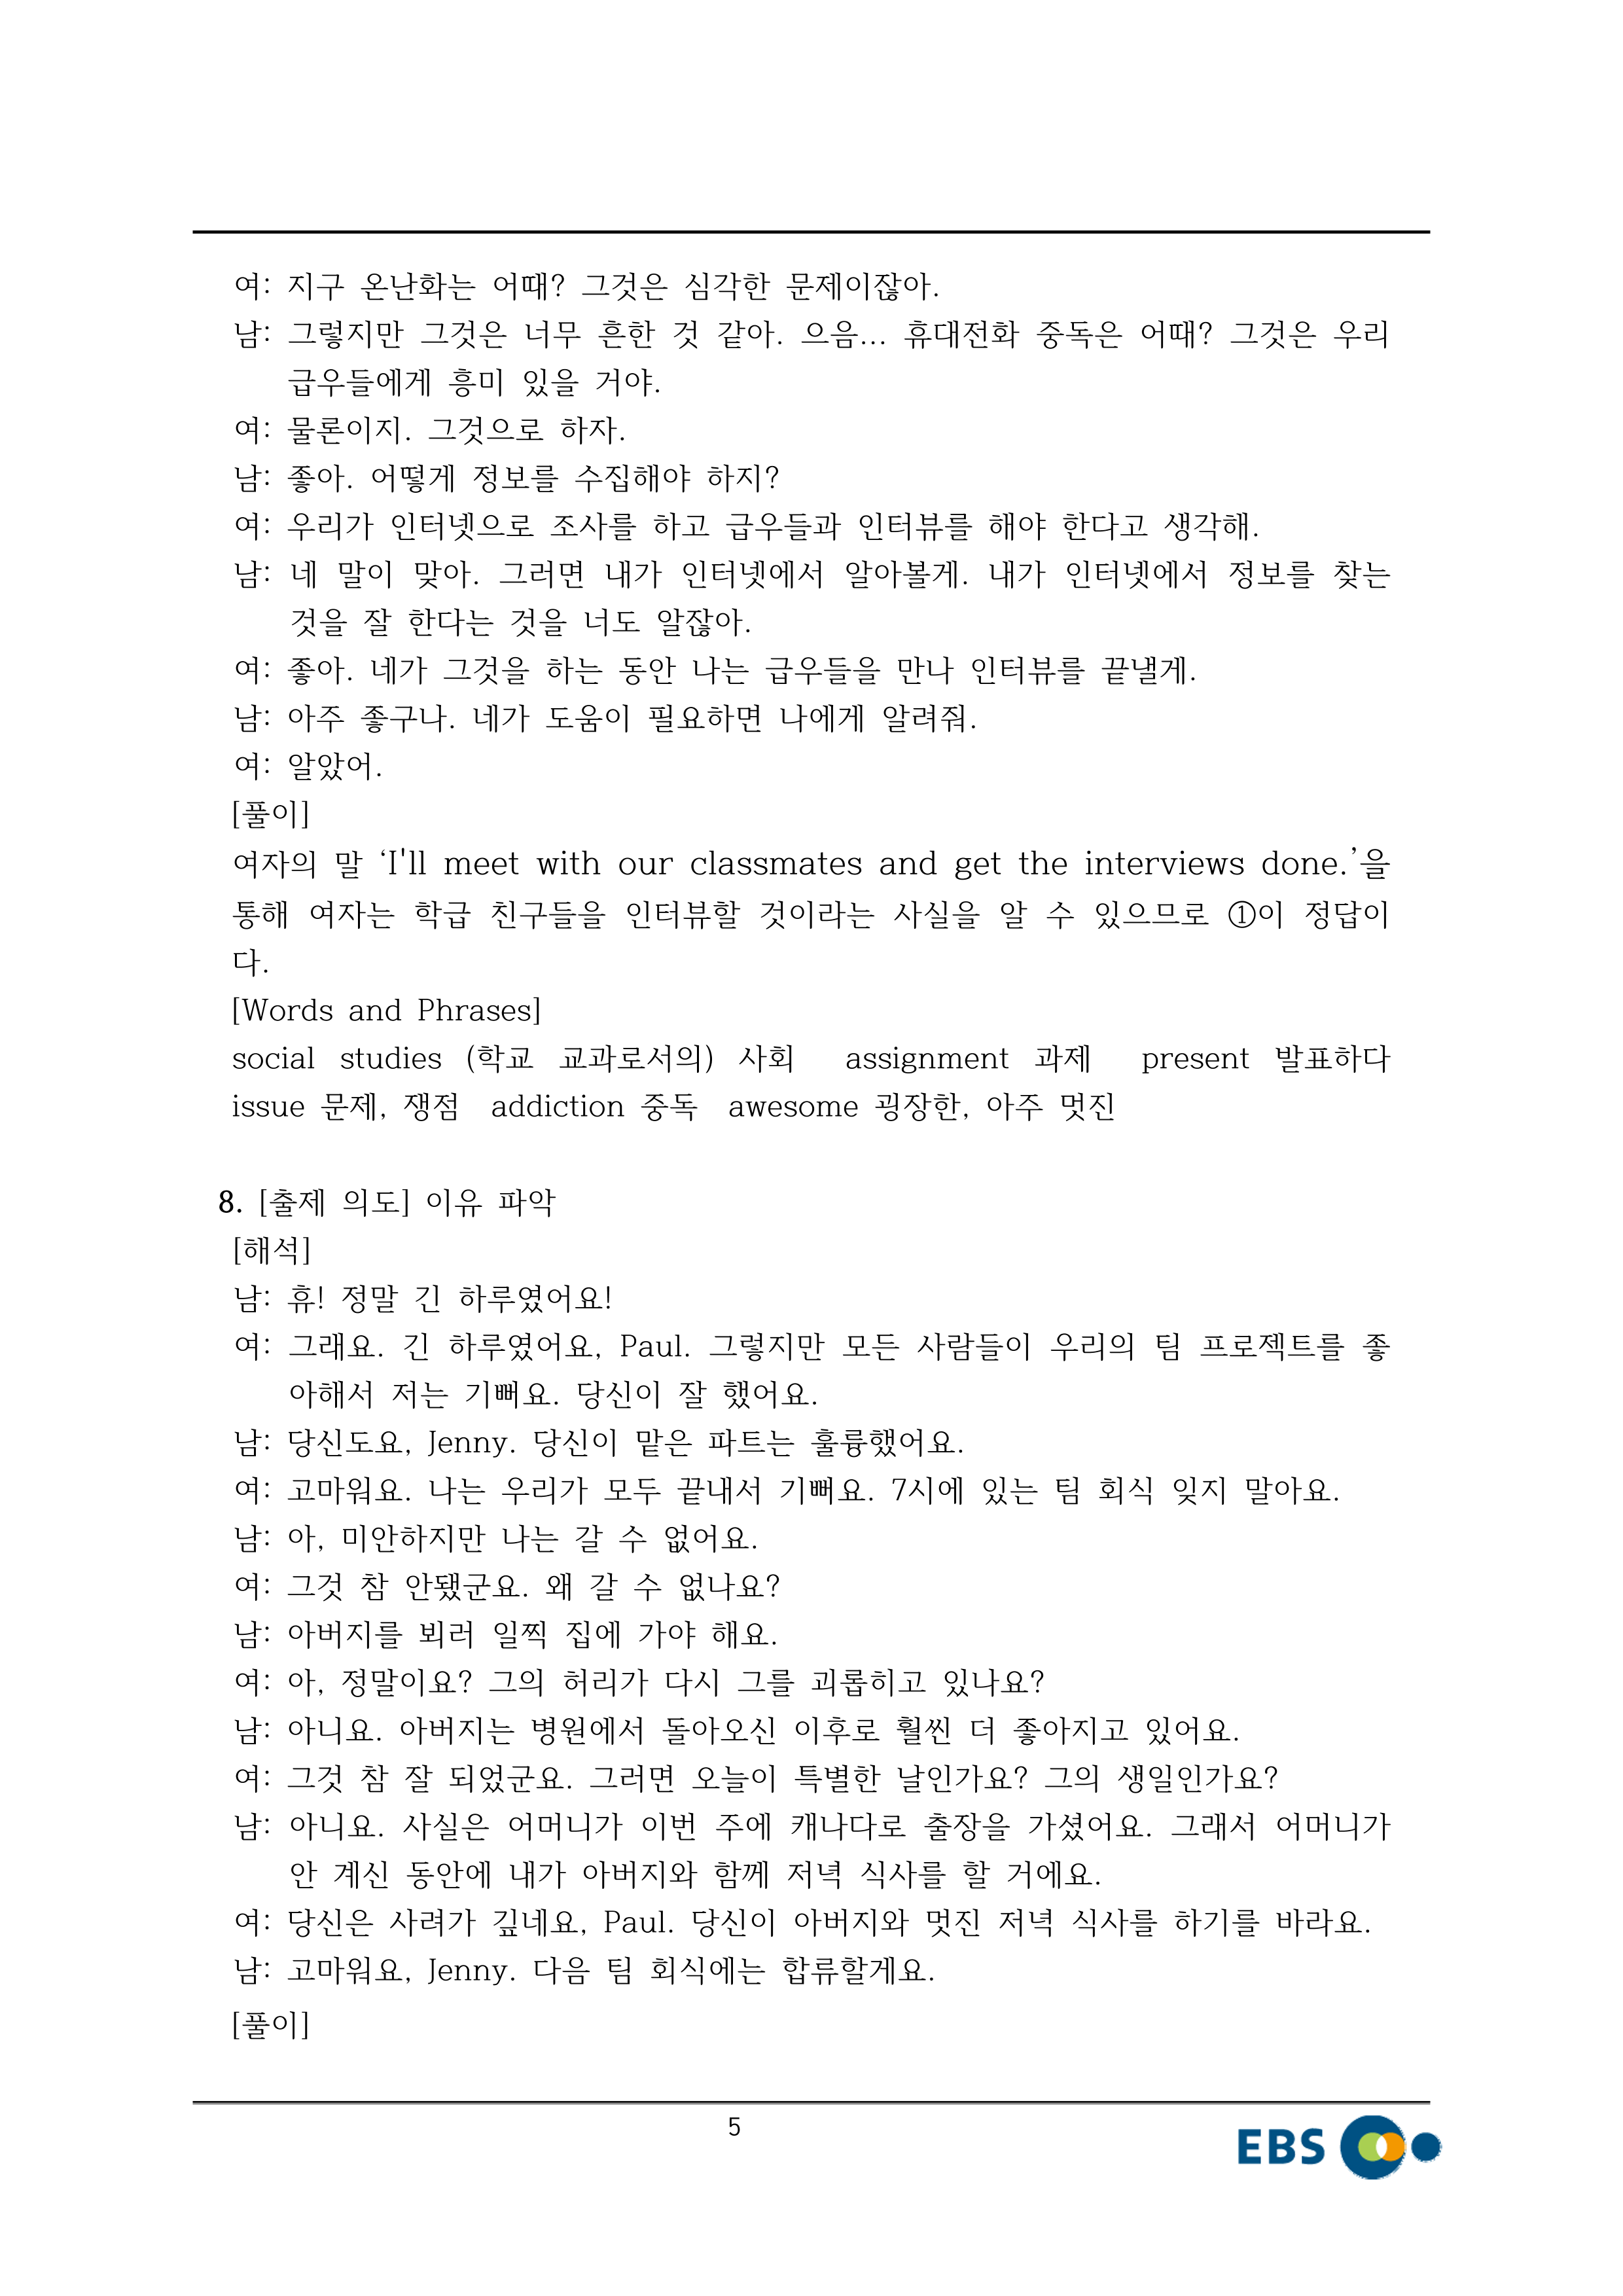 여: 지구 온난화는 어때? 그것은 심각한 문제이잖아.
남: 그렇지만 그것은 너무 흔한 것 같아. 으음... 휴대전화 중독은 어때? 그것은 우리
급우들에게 흥미 있을 거야.
여: 물론이지. 그것으로 하자.
남: 좋아. 어떻게 정보를 수집해야 하지?
여: 우리가 인터넷으로 조사를 하고 급우들과 인터뷰를 해야 한다고 생각해.
남: 네 말이 맞아. 그러면 내가 인터넷에서 알아볼게. 내가 인터넷에서 정보를 찾는
것을 잘 한다는 것을 너도 알잖아.
여: 좋아. 네가 그것을 하는 동안 나는 급우들을 만나 인터뷰를 끝낼게.
남: 아주 좋구나. 네가 도움이 필요하면 나에게 알려줘.
여: 알았어.
[풀이]
여자의 말 ‘I'll meet with our classmates and get the interviews done.’을
통해 여자는 학급 친구들을 인터뷰할 것이라는 사실을 알 수 있으므로 ①이 정답이
다.
[Words and Phrases]
social studies (학교 교과로서의) 사회 assignment 과제 present 발표하다
issue 문제, 쟁점 addiction 중독 awesome 굉장한, 아주 멋진
8. [출제 의도] 이유 파악
[해석]
남: 휴! 정말 긴 하루였어요!
여: 그래요. 긴 하루였어요, Paul. 그렇지만 모든 사람들이 우리의 팀 프로젝트를 좋
아해서 저는 기뻐요. 당신이 잘 했어요.
남: 당신도요, Jenny. 당신이 맡은 파트는 훌륭했어요.
여: 고마워요. 나는 우리가 모두 끝내서 기뻐요. 7시에 있는 팀 회식 잊지 말아요.
남: 아, 미안하지만 나는 갈 수 없어요.
여: 그것 참 안됐군요. 왜 갈 수 없나요?
남: 아버지를 뵈러 일찍 집에 가야 해요.
여: 아, 정말이요? 그의 허리가 다시 그를 괴롭히고 있나요?
남: 아니요. 아버지는 병원에서 돌아오신 이후로 훨씬 더 좋아지고 있어요.
여: 그것 참 잘 되었군요. 그러면 오늘이 특별한 날인가요? 그의 생일인가요?
남: 아니요. 사실은 어머니가 이번 주에 캐나다로 출장을 가셨어요. 그래서 어머니가
안 계신 동안에 내가 아버지와 함께 저녁 식사를 할 거에요.
여: 당신은 사려가 깊네요, Paul. 당신이 아버지와 멋진 저녁 식사를 하기를 바라요.
남: 고마워요, Jenny. 다음 팀 회식에는 합류할게요.
[풀이]
5
EBS